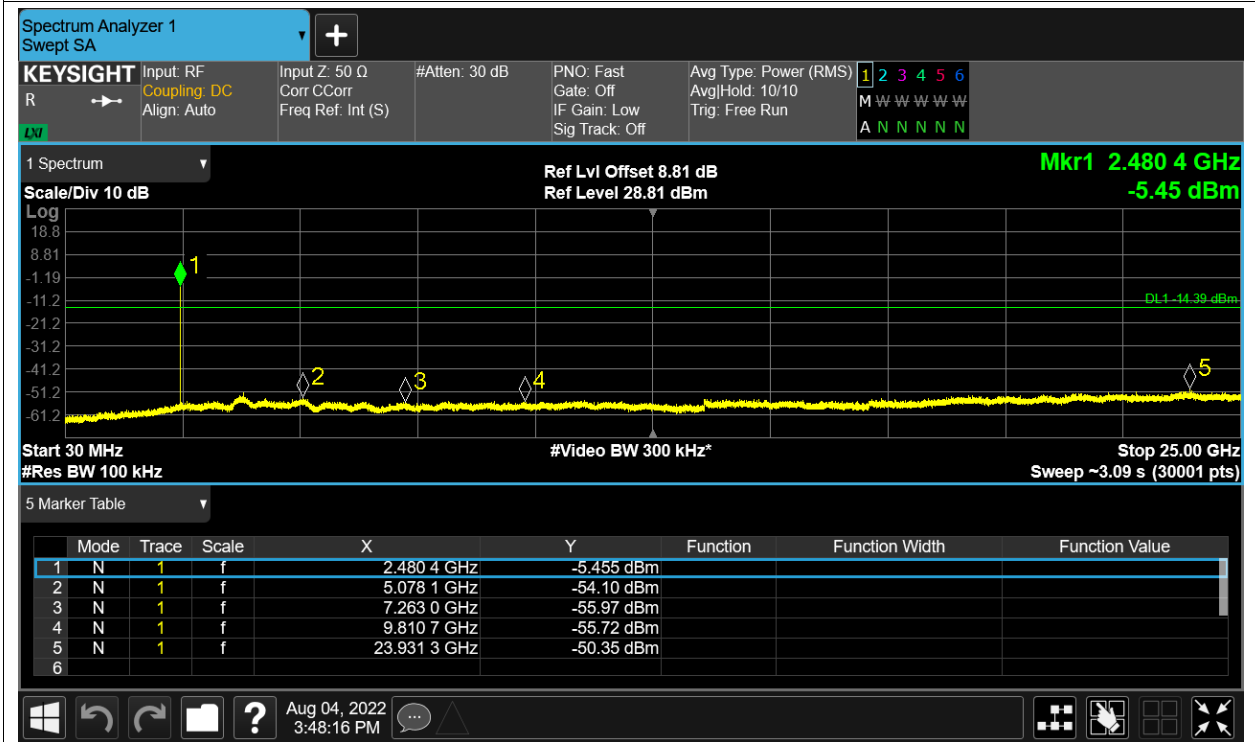 Spectrum Analyzer 1
Swept SA
KEYSIGHT
R
LXI
Input: RF
Coupling: DC
Align: Auto
Input Z: 50 Ω
Corr CCorr
Freq Ref: Int (S)
#Atten: 30 dB
PNO: Fast
Gate: Off
IF Gain: Low
Sig Track: Off
Avg Type: Power (RMS)
Avg|Hold: 10/10
Trig: Free Run
1 2 3 4 5 6
M W W W W W
A N N N N N
1 Spectrum
Scale/Div 10 dB
Ref Lvl Offset 8.81 dB
Ref Level 28.81 dBm
Mkr1 2.480 4 GHz
-5.45 dBm
Log
18.8
8.81
-1.19
-11.2
-21.2
-31.2
-41.2
-51.2
-61.2
1
2
3
4
5
DL1 -14.39 dBm
Start 30 MHz
#Res BW 100 kHz
#Video BW 300 kHz*
Stop 25.00 GHz
Sweep ~3.09 s (30001 pts)
5 Marker Table
Mode Trace Scale X Y Function Function Width Function Value
1 N 1 f 2.480 4 GHz -5.455 dBm
2 N 1 f 5.078 1 GHz -54.10 dBm
3 N 1 f 7.263 0 GHz -55.97 dBm
4 N 1 f 9.810 7 GHz -55.72 dBm
5 N 1 f 23.931 3 GHz -50.35 dBm
6
?
Aug 04, 2022
3:48:16 PM